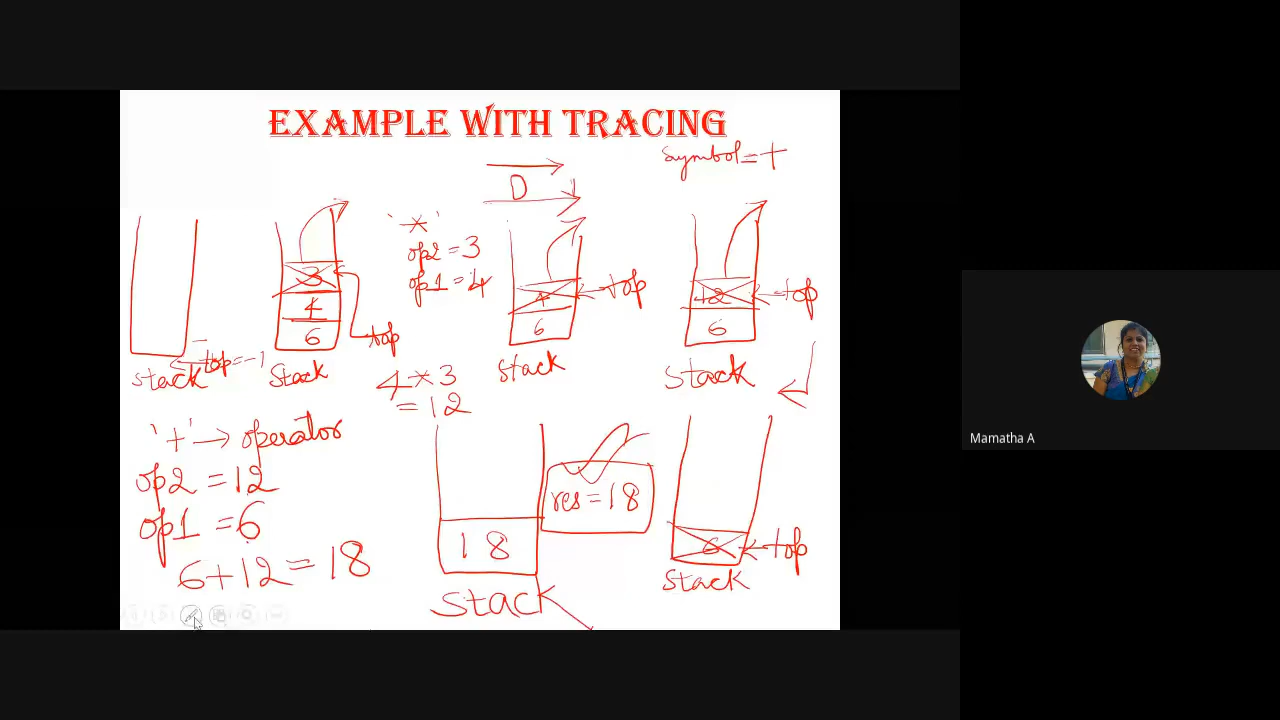 EXAMPLE WITH TRACING
symbol = +
D
'*'
op2 = 3
op1 = 4
3
4
6
top
4
6
top
12
6
top
top = -1
Stack
Stack
Stack
Stack
4 * 3
= 12
'+' → operator
op2 = 12
op1 = 6
6 + 12 = 18
18
res = 18
6
top
Stack
Stack
Mamatha A